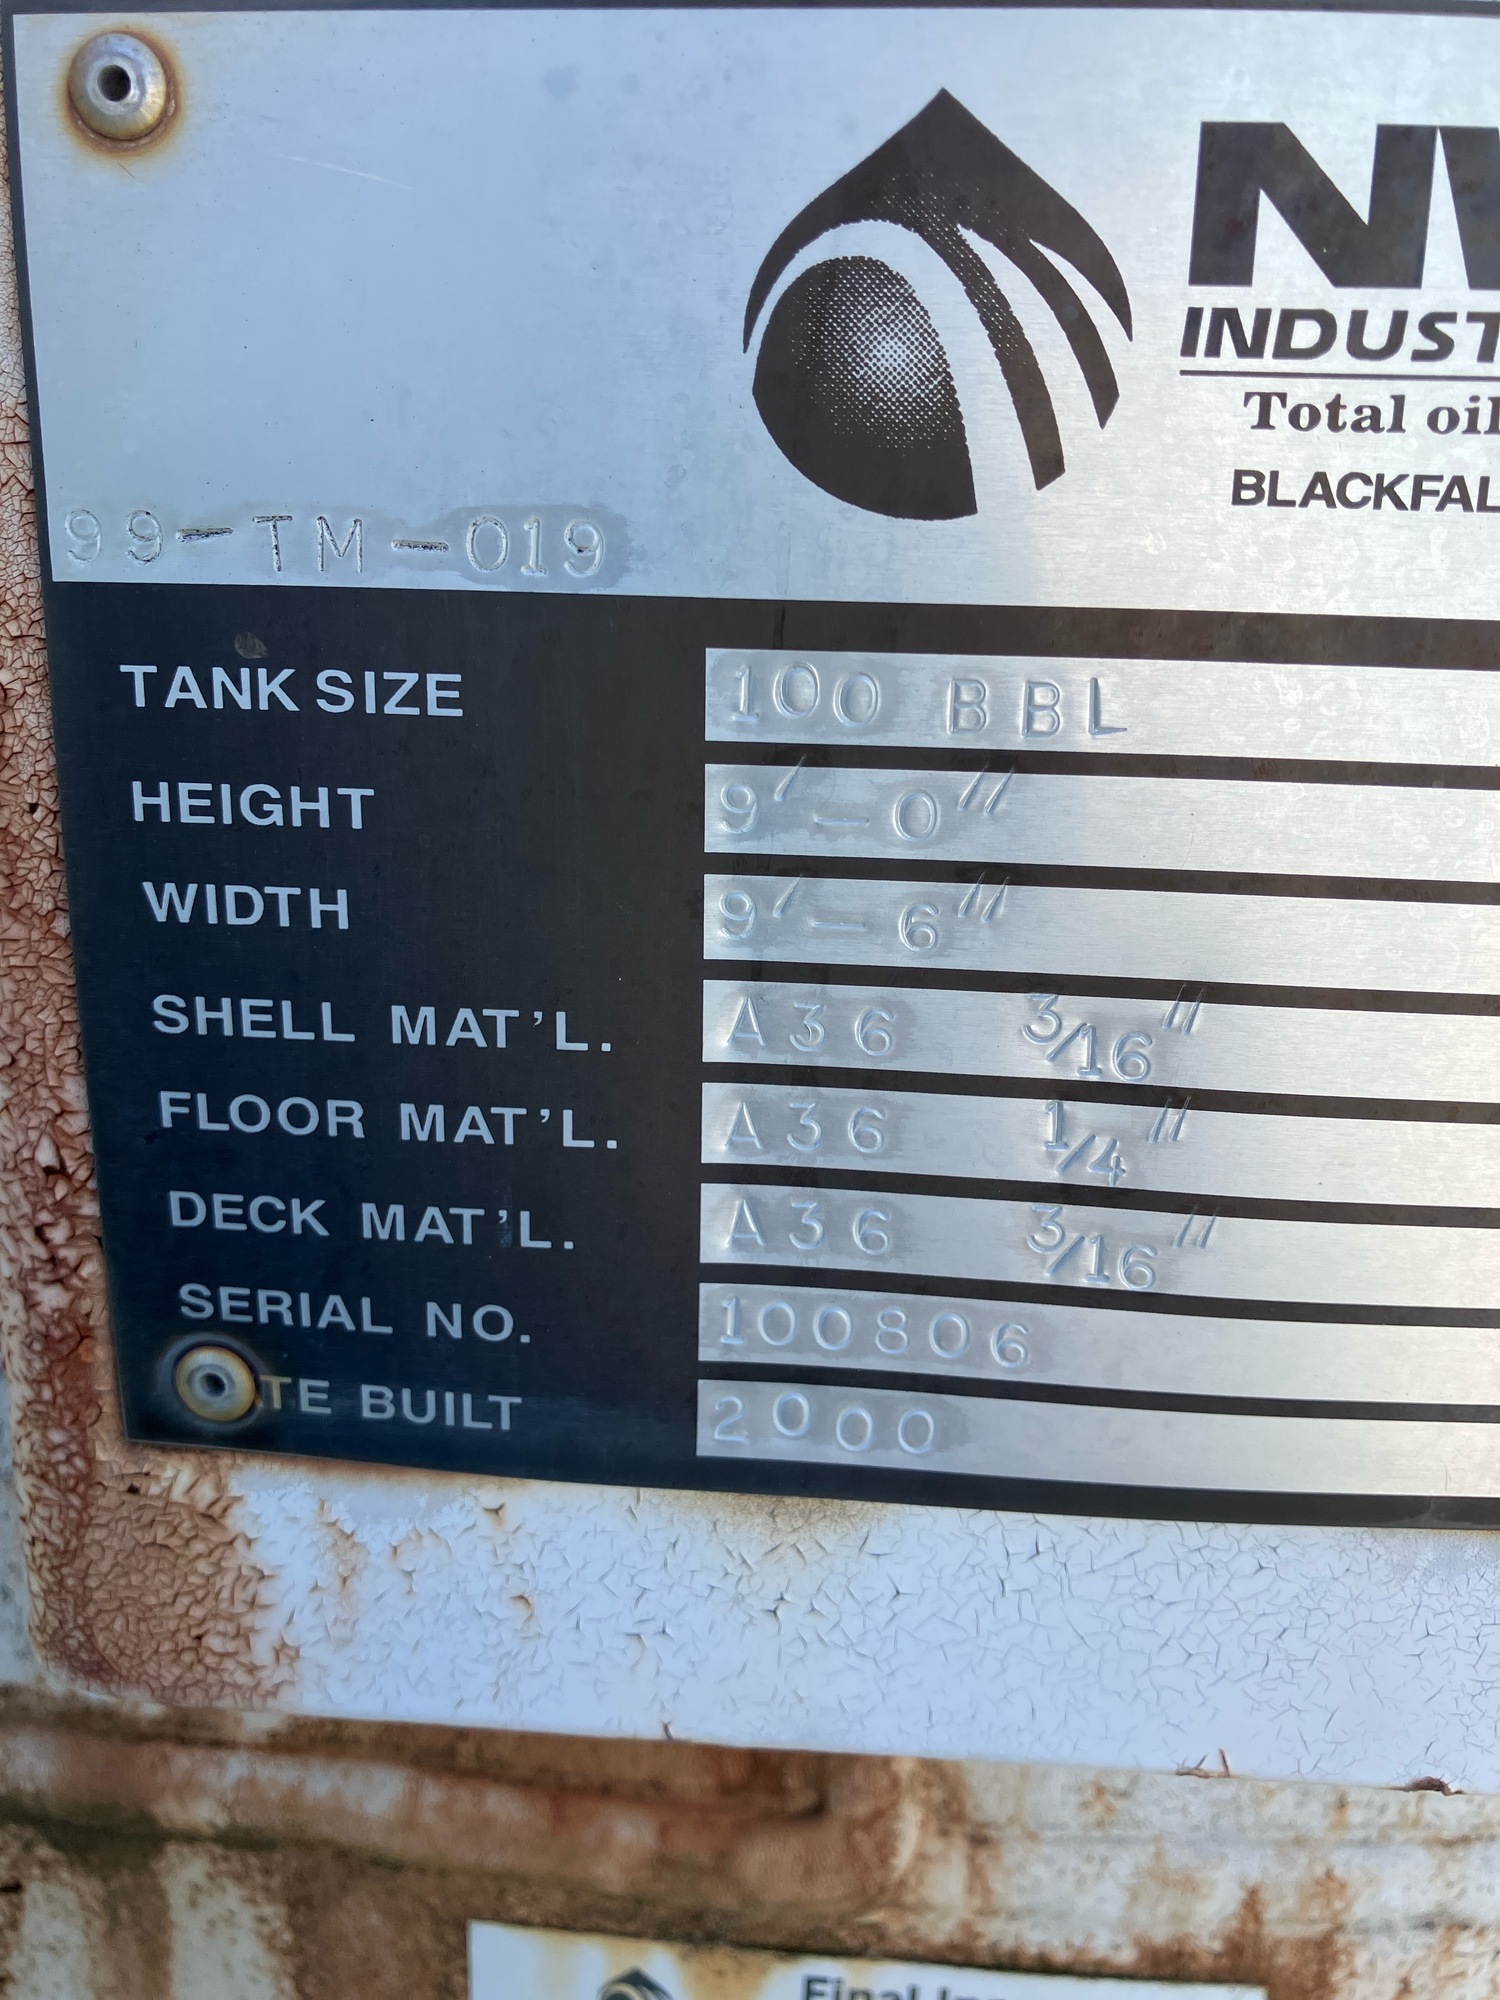 INDUST
Total oil
BLACKFAL
99-TM-019
TANK SIZE 100 BBL
HEIGHT 9'-0"
WIDTH 9'-6"
SHELL MAT'L. A36 3/16"
FLOOR MAT'L. A36 1/4"
DECK MAT'L. A36 3/16"
SERIAL NO. 100806
TE BUILT 2000
Final